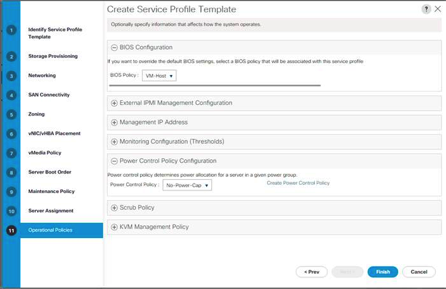 Create Service Profile Template
? ×
Optionally specify information that affects how the system operates.
1 Identify Service Profile
Template
2 Storage Provisioning
3 Networking
4 SAN Connectivity
5 Zoning
6 vNIC/vHBA Placement
7 vMedia Policy
8 Server Boot Order
9 Maintenance Policy
10 Server Assignment
11 Operational Policies
BIOS Configuration
If you want to override the default BIOS settings, select a BIOS policy that will be associated with this service profile
BIOS Policy : VM-Host
External IPMI Management Configuration
Management IP Address
Monitoring Configuration (Thresholds)
Power Control Policy Configuration
Power control policy determines power allocation for a server in a given power group.
Power Control Policy : No-Power-Cap Create Power Control Policy
Scrub Policy
KVM Management Policy
< Prev Finish Cancel